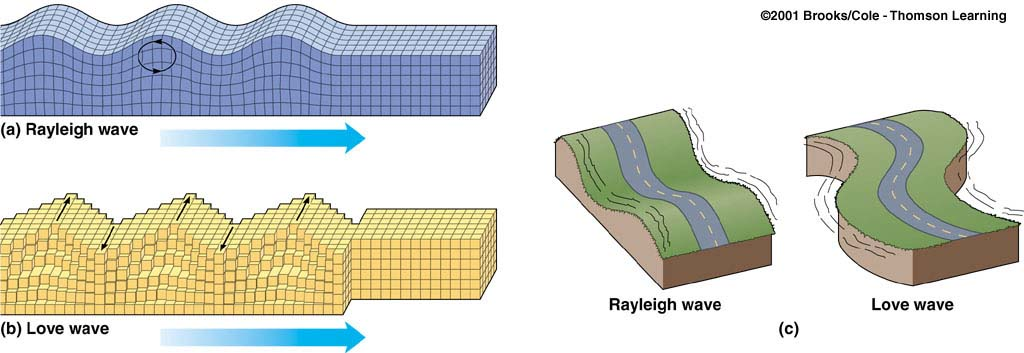 ©2001 Brooks/Cole - Thomson Learning
(a) Rayleigh wave
(b) Love wave
Rayleigh wave
Love wave
(c)